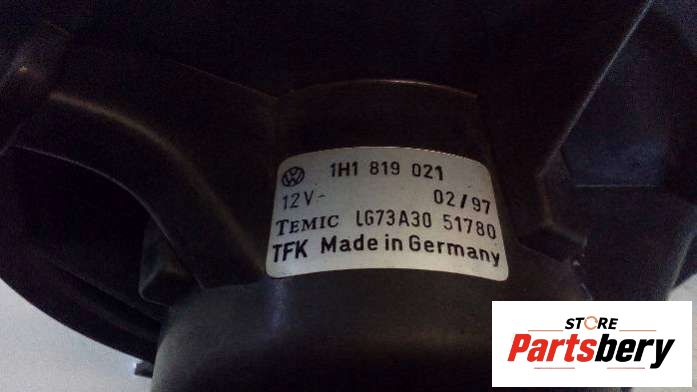 1H1 819 021
12V- 02/97
TEMIC LG73A30 51780
TFK Made in Germany
STORE
Partsbery